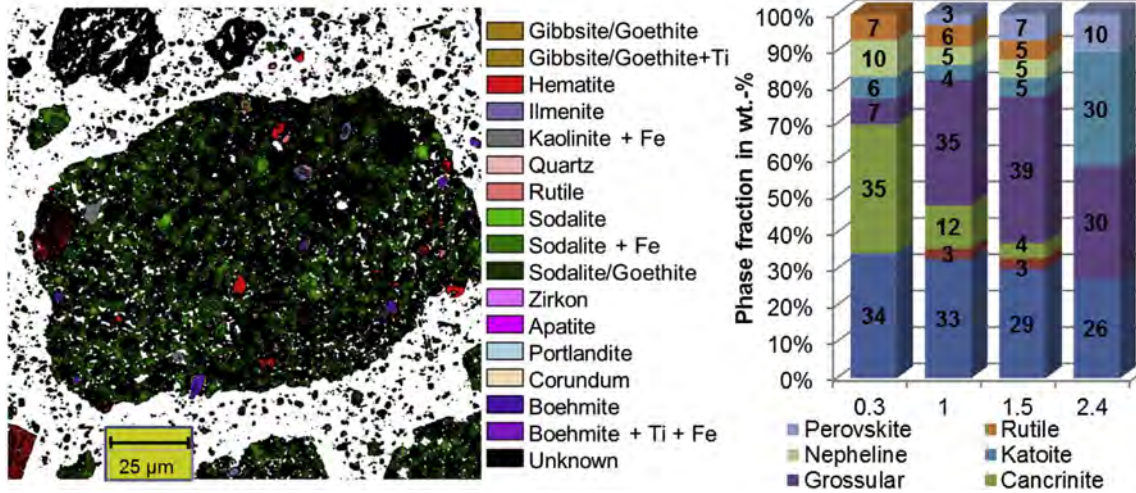 Gibbsite/Goethite
Gibbsite/Goethite+Ti
Hematite
Ilmenite
Kaolinite + Fe
Quartz
Rutile
Sodalite
Sodalite + Fe
Sodalite/Goethite
Zirkon
Apatite
Portlandite
Corundum
Boehmite
Boehmite + Ti + Fe
Unknown
25 µm
Phase fraction in wt.-%
100%
90%
80%
70%
60%
50%
40%
30%
20%
10%
0%
7
10
6
7
35
34
3
6
5
4
35
12
3
33
7
5
5
5
39
4
3
29
10
30
30
26
0.3 1 1.5 2.4
Perovskite Rutile
Nepheline Katoite
Grossular Cancrinite